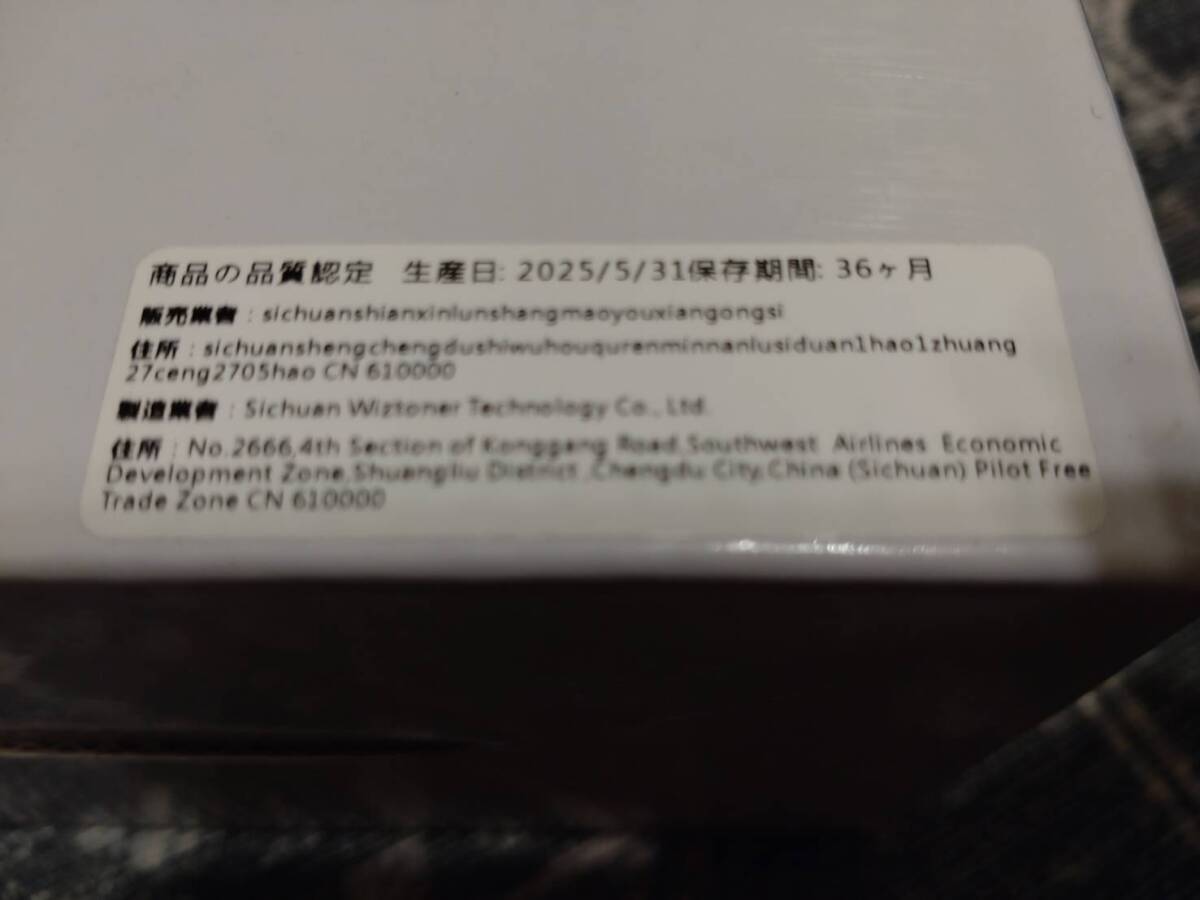 商品の品質認定 生産日: 2025/5/31保存期間: 36ヶ月
販売業者 : sichuanshianxinlunshangmaoyouxiangongsi
住所 : sichuanshengchengdushiwuhouqurenminnanlusiduan1hao1zhuang
27ceng2705hao CN 610000
製造業者 : Sichuan Wiztoner Technology Co., Ltd.
住所 : No.2666,4th Section of Konggang Road,Southwest Airlines Economic
Development Zone,Shuangliu District ,Chengdu City,China (Sichuan) Pilot Free
Trade Zone CN 610000